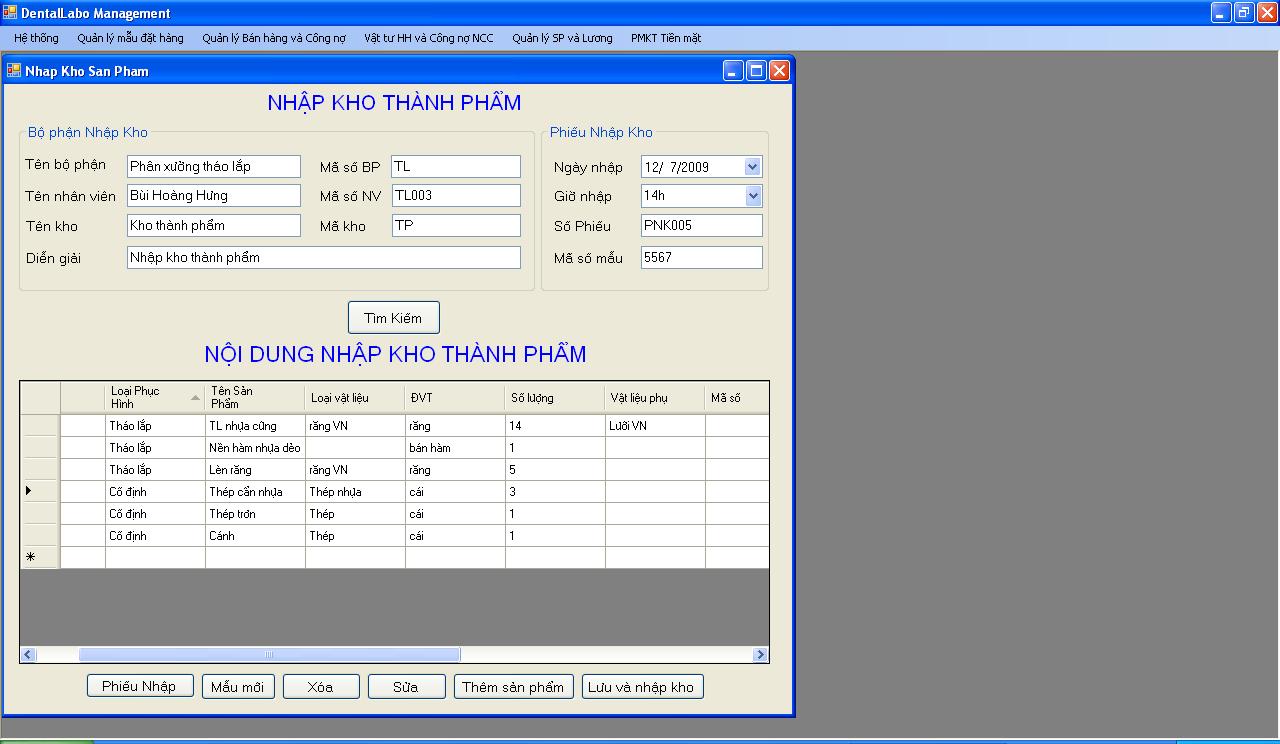 DentalLabo Management
Hệ thống Quản lý mẫu đặt hàng Quản lý Bán hàng và Công nợ Vật tư HH và Công nợ NCC Quản lý SP và Lương PMKT Tiền mặt
Nhap Kho San Pham
NHẬP KHO THÀNH PHẨM
Bộ phận Nhập Kho
Tên bộ phận Phân xưởng tháo lắp Mã số BP TL
Tên nhân viên Bùi Hoàng Hưng Mã số NV TL003
Tên kho Kho thành phẩm Mã kho TP
Diễn giải Nhập kho thành phẩm
Phiếu Nhập Kho
Ngày nhập 12/ 7/2009
Giờ nhập 14h
Số Phiếu PNK005
Mã số mẫu 5567
Tìm Kiếm
NỘI DUNG NHẬP KHO THÀNH PHẨM
Loại Phục Hình Tên Sản Phẩm Loại vật liệu ĐVT Số lượng Vật liệu phụ Mã số
Tháo lắp TL nhựa cứng răng VN răng 14 Lưới VN
Tháo lắp Nền hàm nhựa dẻo bán hàm 1
Tháo lắp Lên răng răng VN răng 5
Cố định Thép cẩn nhựa Thép nhựa cái 3
Cố định Thép trơn Thép cái 1
Cố định Cánh Thép cái 1
Phiếu Nhập Mẫu mới Xóa Sửa Thêm sản phẩm Lưu và nhập kho